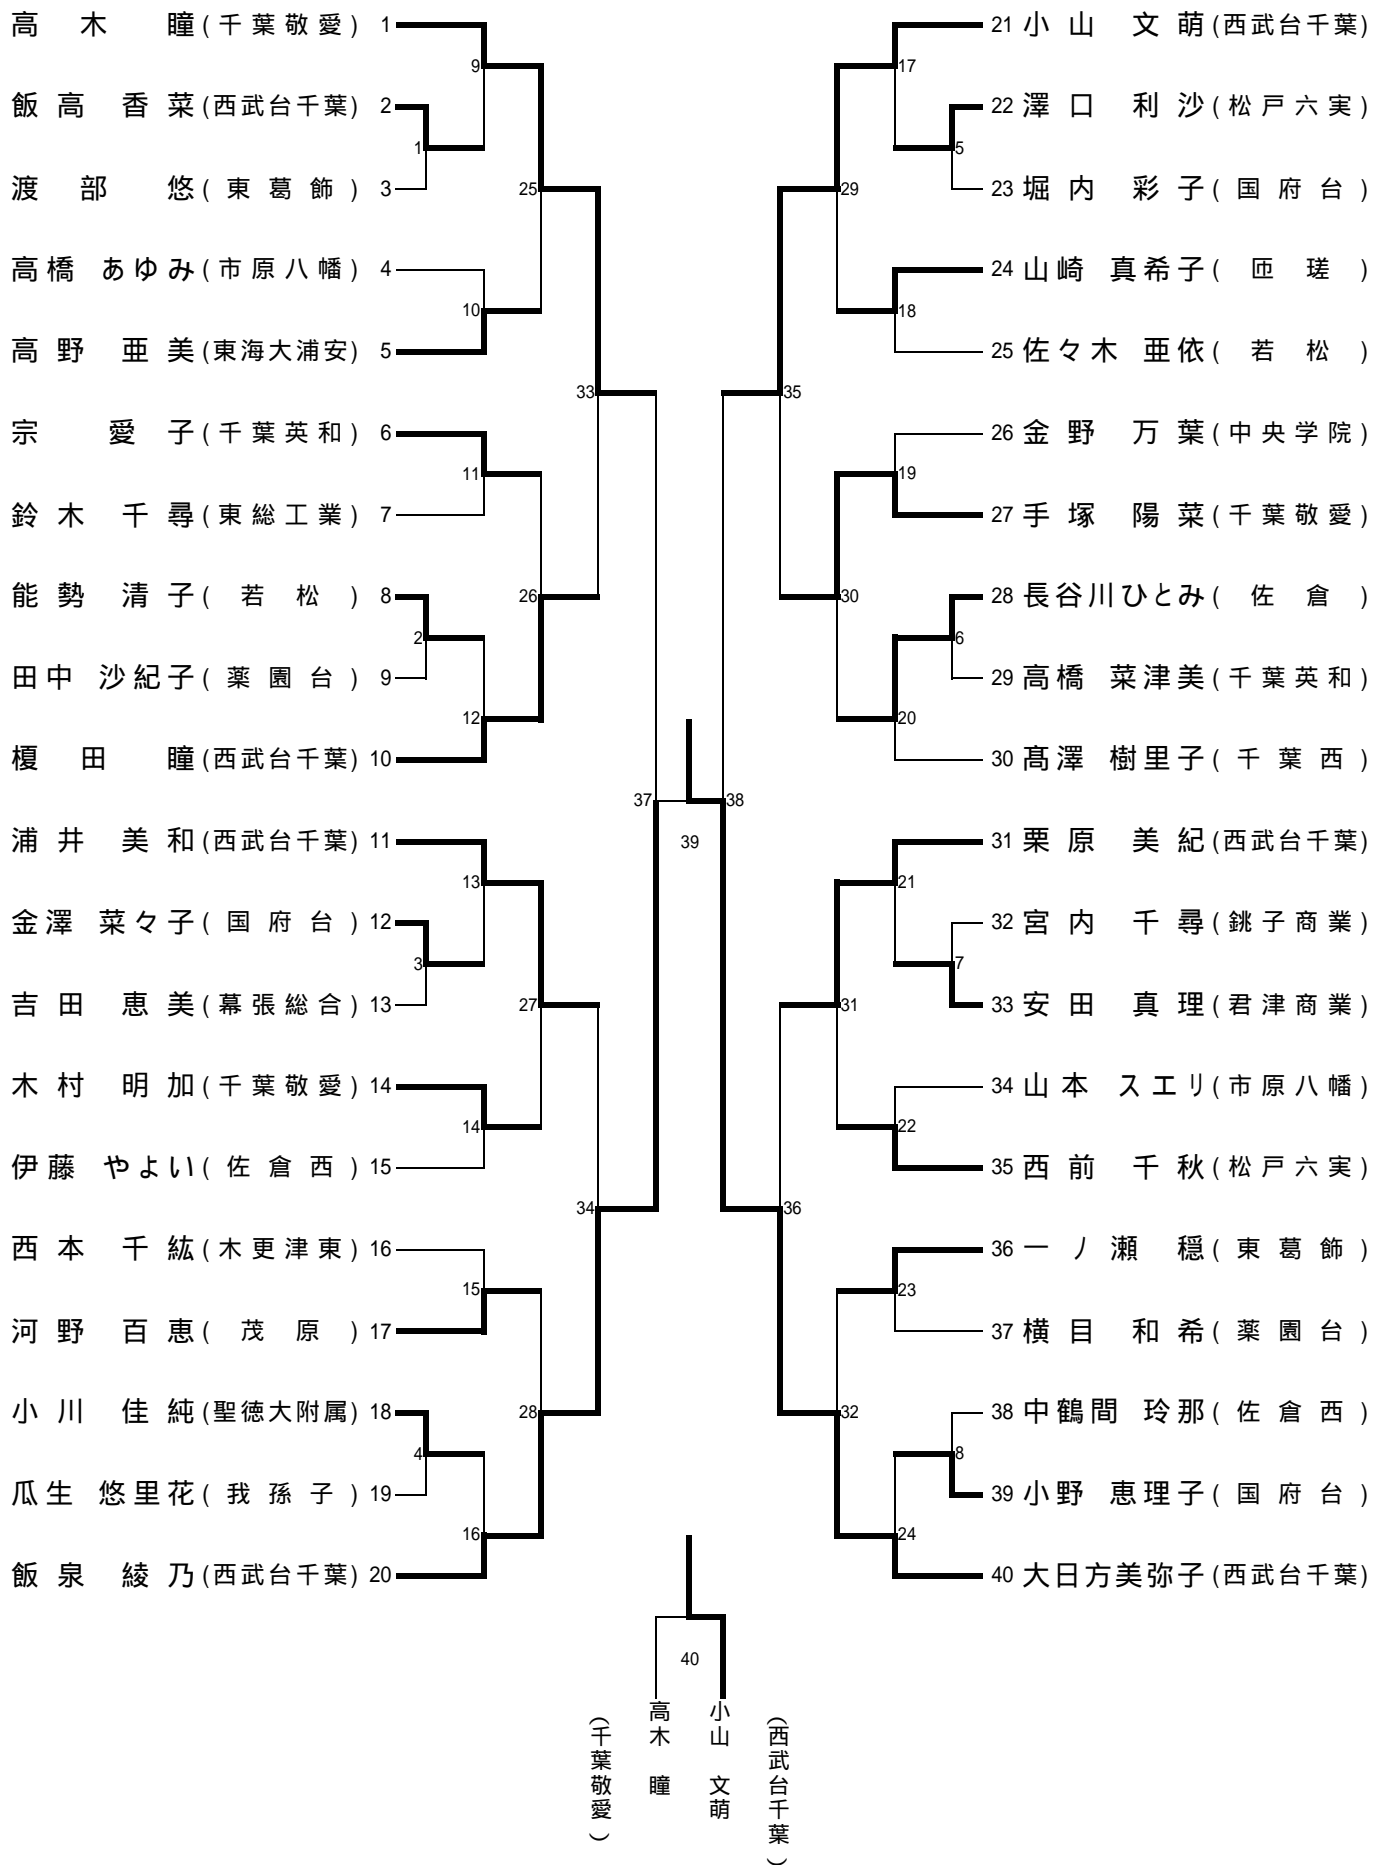 高木 瞳 (千葉敬愛) 1
9
飯高 香菜 (西武台千葉) 2
1
渡部 悠 (東葛飾) 3
25
高橋 あゆみ (市原八幡) 4
10
高野 亜美 (東海大浦安) 5
33
宗 愛子 (千葉英和) 6
11
鈴木 千尋 (東総工業) 7
能勢 清子 (若松) 8
26
2
田中 沙紀子 (薬園台) 9
12
榎田 瞳 (西武台千葉) 10
37
浦井 美和 (西武台千葉) 11
13
金澤 菜々子 (国府台) 12
3
吉田 恵美 (幕張総合) 13
27
木村 明加 (千葉敬愛) 14
14
伊藤 やよい (佐倉西) 15
34
西本 千紘 (木更津東) 16
15
河野 百恵 (茂原) 17
小川 佳純 (聖徳大附属) 18
28
4
瓜生 悠里花 (我孫子) 19
16
飯泉 綾乃 (西武台千葉) 20
21 小山 文萌 (西武台千葉)
17
22 澤口 利沙 (松戸六実)
5
23 堀内 彩子 (国府台)
29
24 山崎 真希子 (匝瑳)
18
25 佐々木 亜依 (若松)
35
26 金野 万葉 (中央学院)
19
27 手塚 陽菜 (千葉敬愛)
28 長谷川ひとみ (佐倉)
30
6
29 高橋 菜津美 (千葉英和)
20
30 髙澤 樹里子 (千葉西)
38
39
31 栗原 美紀 (西武台千葉)
21
32 宮内 千尋 (銚子商業)
7
33 安田 真理 (君津商業)
31
34 山本 スエリ (市原八幡)
22
35 西前 千秋 (松戸六実)
36
36 一ノ瀬 穏 (東葛飾)
23
37 横目 和希 (薬園台)
38 中鶴間 玲那 (佐倉西)
32
8
39 小野 恵理子 (国府台)
24
40 大日方美弥子 (西武台千葉)
40
高木 瞳
(千葉敬愛)
小山 文萌
(西武台千葉)